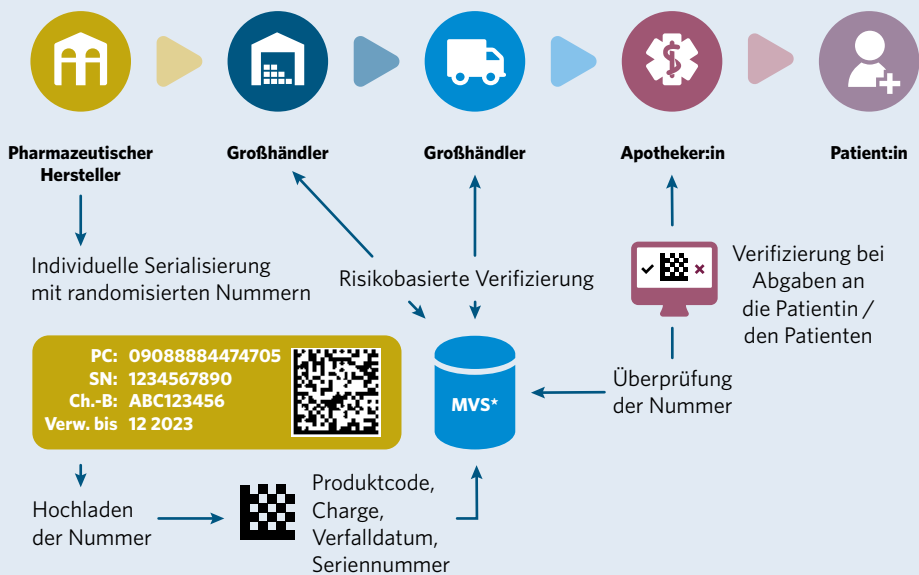 Pharmazeutischer
Hersteller
Großhändler
Großhändler
Apotheker:in
Patient:in
Individuelle Serialisierung
mit randomisierten Nummern
Risikobasierte Verifizierung
Verifizierung bei
Abgaben an
die Patientin /
den Patienten
PC: 09088884474705
SN: 1234567890
Ch.-B: ABC123456
Verw. bis 12 2023
MVS*
Überprüfung
der Nummer
Hochladen
der Nummer
Produktcode,
Charge,
Verfalldatum,
Seriennummer